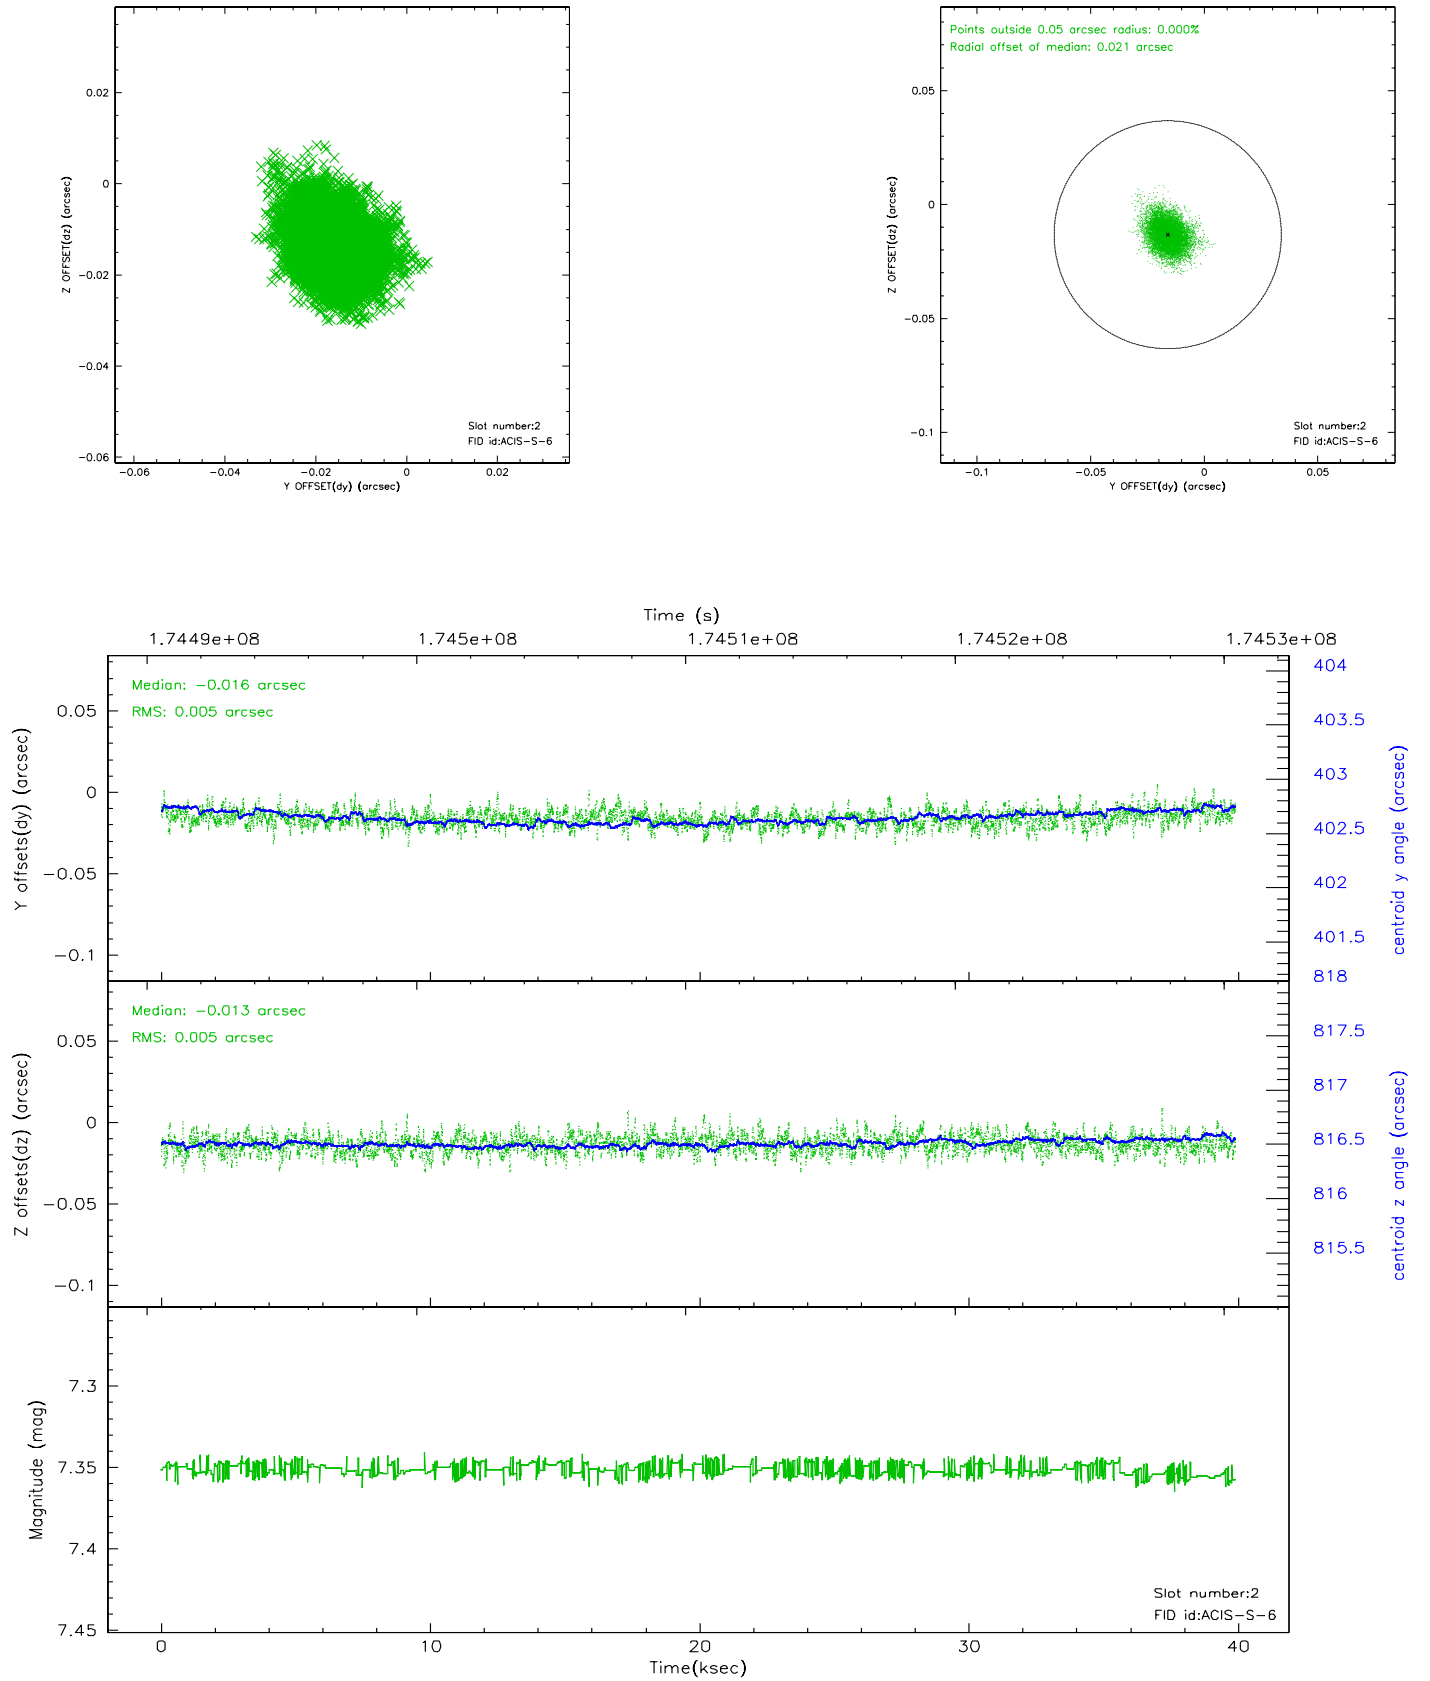 0.02
0
−0.02
−0.04
−0.06
Z OFFSET(dz) (arcsec)
−0.06
−0.04
−0.02
0
0.02
Y OFFSET(dy) (arcsec)
Slot number:2
FID id:ACIS−S−6
Points outside 0.05 arcsec radius: 0.000%
Radial offset of median: 0.021 arcsec
0.05
0
−0.05
−0.1
Z OFFSET(dz) (arcsec)
−0.1
−0.05
0
0.05
Y OFFSET(dy) (arcsec)
Slot number:2
FID id:ACIS−S−6
Time (s)
1.7449e+08
1.745e+08
1.7451e+08
1.7452e+08
1.7453e+08
Median: −0.016 arcsec
RMS: 0.005 arcsec
0.05
0
−0.05
−0.1
Y offsets(dy) (arcsec)
404
403.5
403
402.5
402
401.5
centroid y angle (arcsec)
818
Median: −0.013 arcsec
RMS: 0.005 arcsec
0.05
0
−0.05
−0.1
Z offsets(dz) (arcsec)
817.5
817
816.5
816
815.5
centroid z angle (arcsec)
7.3
7.35
7.4
7.45
Magnitude (mag)
Slot number:2
FID id:ACIS−S−6
0
10
20
30
40
Time(ksec)